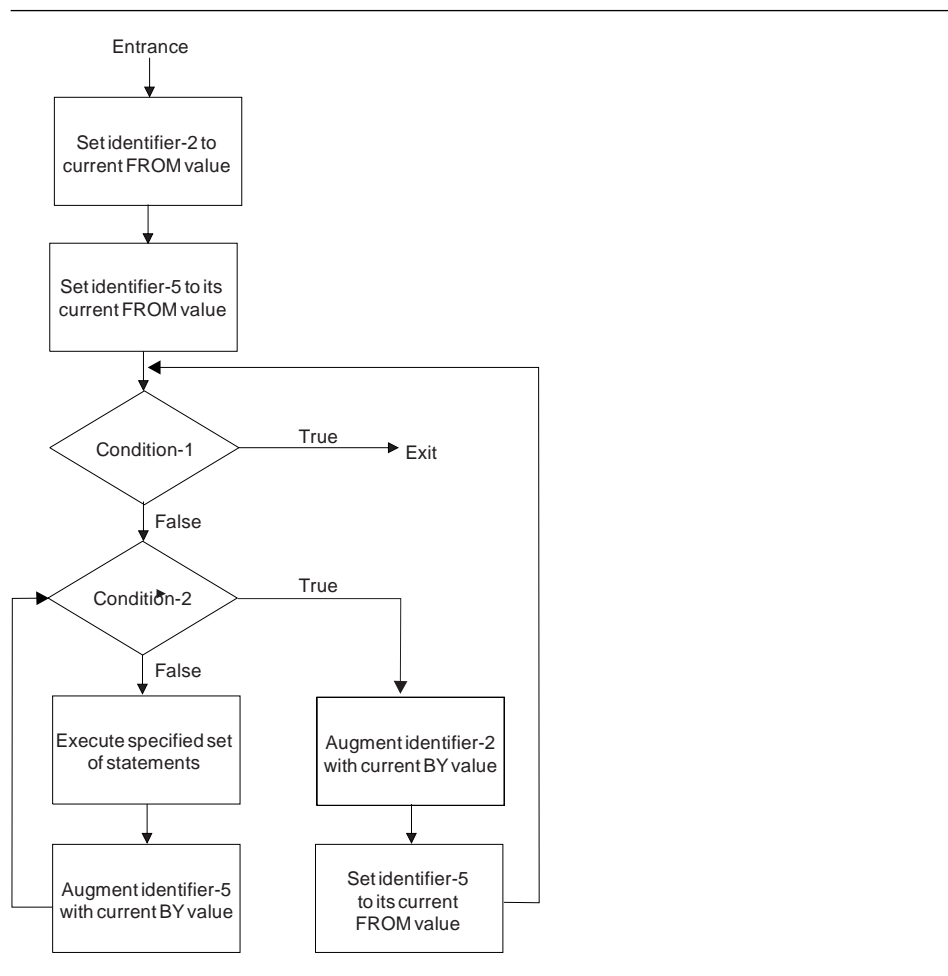 Entrance
Set identifier-2 to
current FROM value
Set identifier-5 to its
current FROM value
Condition-1
True
Exit
False
Condition-2
True
False
Execute specified set
of statements
Augment identifier-2
with current BY value
Augment identifier-5
with current BY value
Set identifier-5
to its current
FROM value